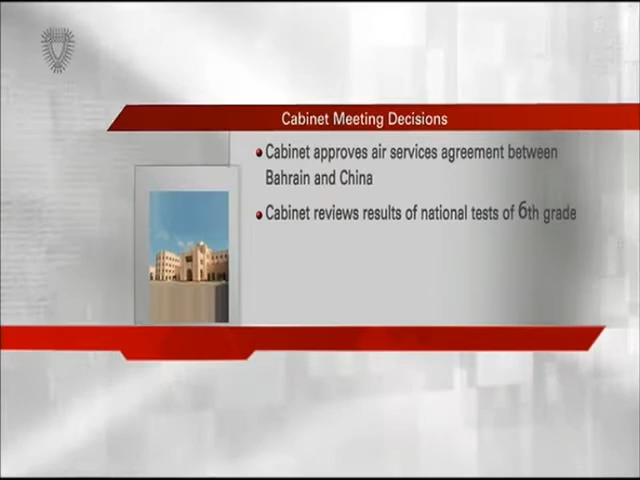 Cabinet Meeting Decisions
Cabinet approves air services agreement between
Bahrain and China
Cabinet reviews results of national tests of 6th grade